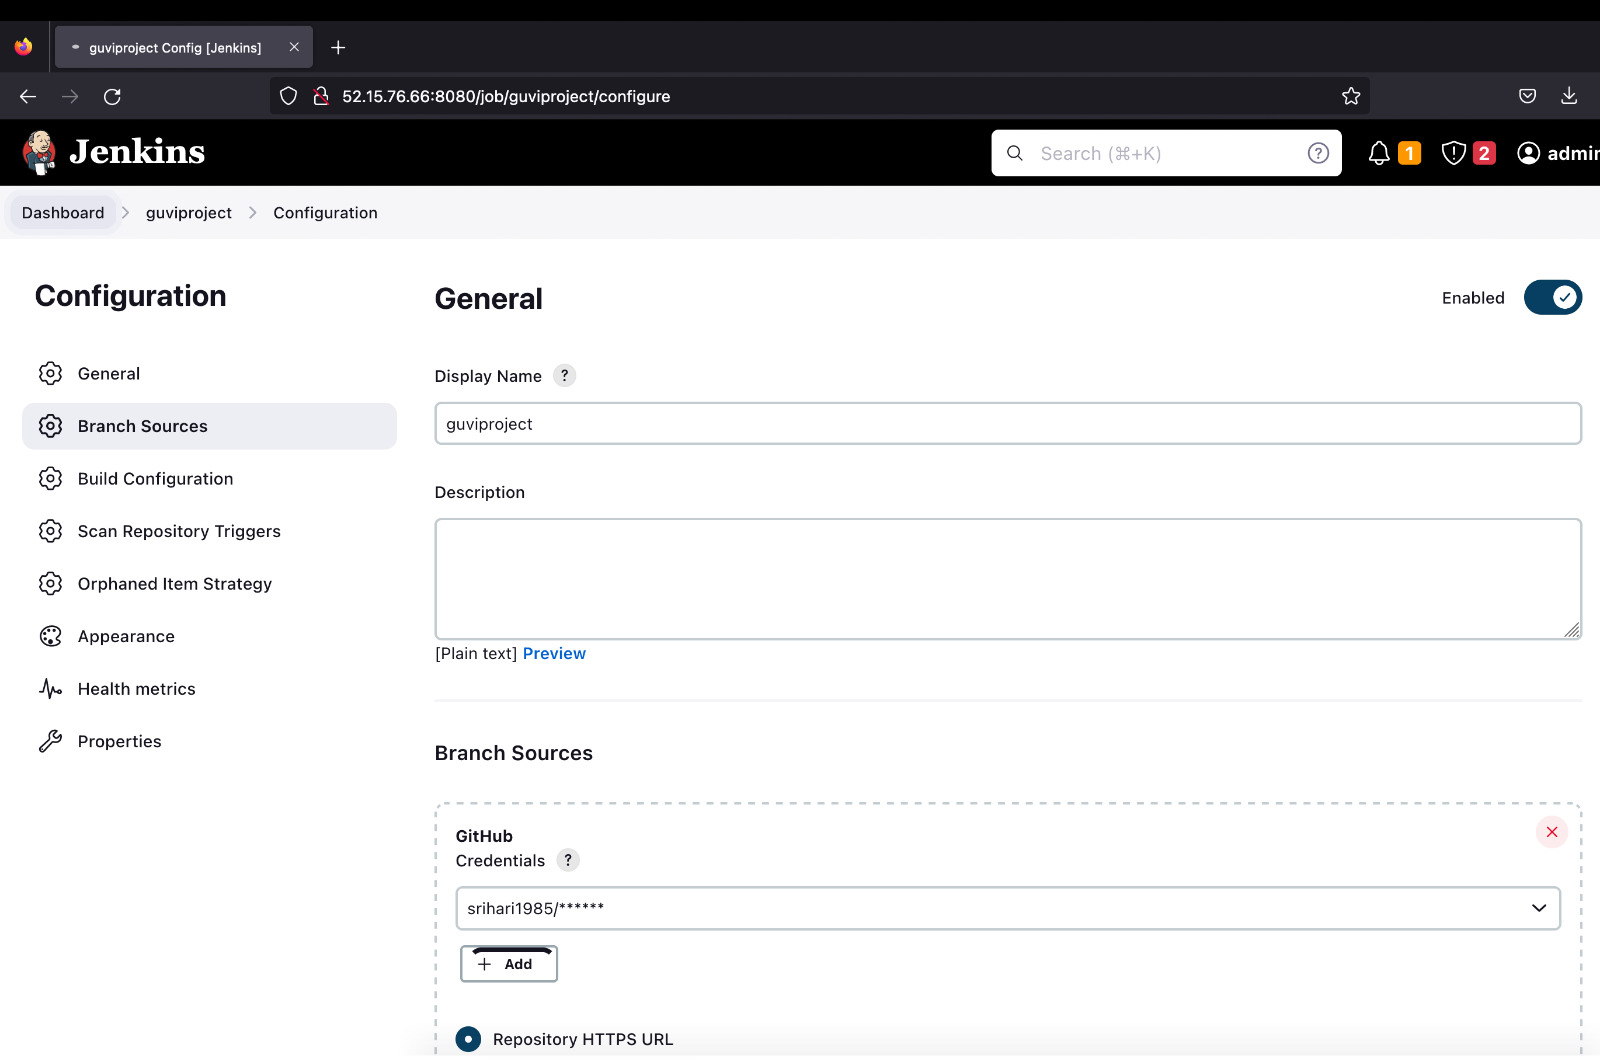 guviproject Config [Jenkins]
52.15.76.66:8080/job/guviproject/configure
Jenkins
Search (⌘+K)
?
1
2
admin
Dashboard
guviproject
Configuration
Configuration
General
Branch Sources
Build Configuration
Scan Repository Triggers
Orphaned Item Strategy
Appearance
Health metrics
Properties
General
Enabled
Display Name ?
guviproject
Description
[Plain text] Preview
Branch Sources
GitHub
Credentials ?
srihari1985/******
+ Add
Repository HTTPS URL